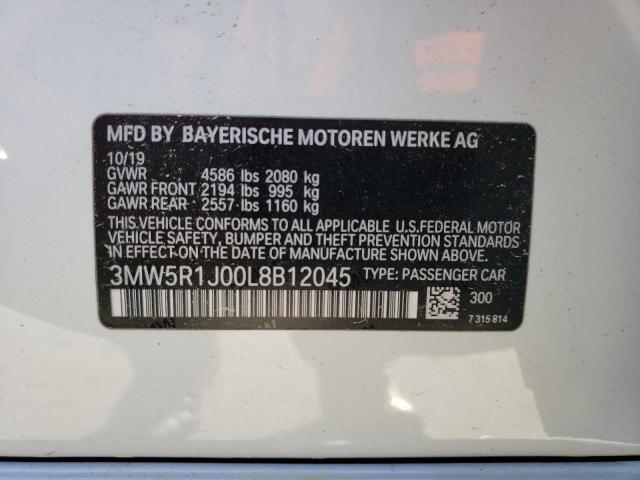 MFD BY BAYERISCHE MOTOREN WERKE AG
10/19
GVWR 4586 lbs 2080 kg
GAWR FRONT 2194 lbs 995 kg
GAWR REAR 2557 lbs 1160 kg
THIS VEHICLE CONFORMS TO ALL APPLICABLE U.S.FEDERAL MOTOR
VEHICLE SAFETY, BUMPER, AND THEFT PREVENTION STANDARDS
IN EFFECT ON THE DATE OF MANUFACTURE SHOWN ABOVE.
3MW5R1J00L8B12045 TYPE: PASSENGER CAR
300
7 315 814